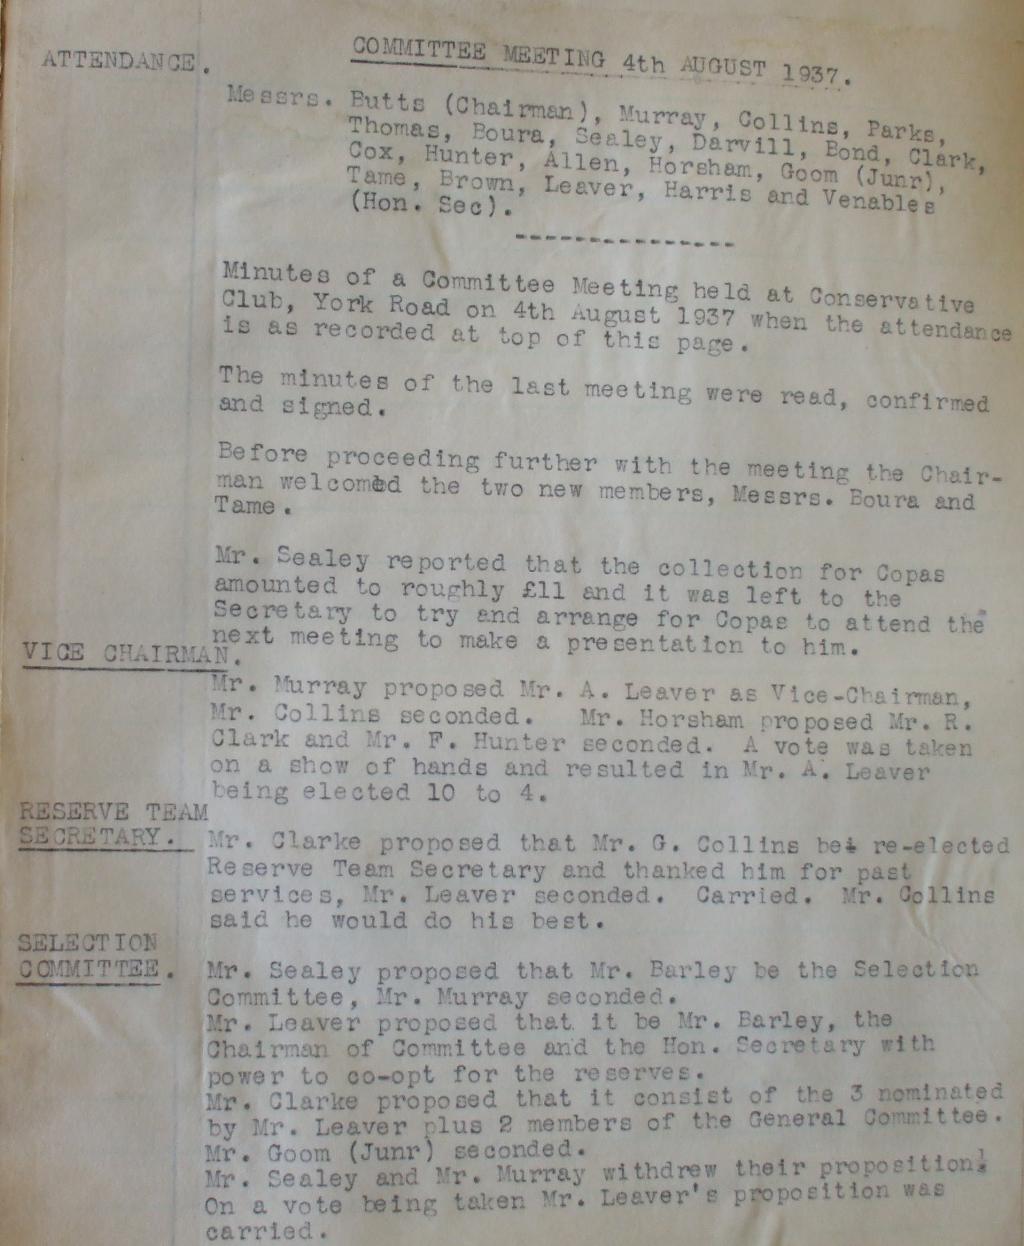 COMMITTEE MEETING 4th AUGUST 1937.
ATTENDANCE.
Messrs. Butts (Chairman), Murray, Collins, Parks,
Thomas, Boura, Sealey, Darvill, Bond, Clark,
Cox, Hunter, Allen, Horsham, Goom (Junr),
Tame, Brown, Leaver, Harris and Venables
(Hon. Sec).
----------------
Minutes of a Committee Meeting held at Conservative
Club, York Road on 4th August 1937 when the attendance
is as recorded at top of this page.
The minutes of the last meeting were read, confirmed
and signed.
Before proceeding further with the meeting the Chair-
man welcomed the two new members, Messrs. Boura and
Tame.
Mr. Sealey reported that the collection for Copas
amounted to roughly £11 and it was left to the
Secretary to try and arrange for Copas to attend the
next meeting to make a presentation to him.
VICE CHAIRMAN.
Mr. Murray proposed Mr. A. Leaver as Vice-Chairman,
Mr. Collins seconded. Mr. Horsham proposed Mr. R.
Clark and Mr. F. Hunter seconded. A vote was taken
on a show of hands and resulted in Mr. A. Leaver
being elected 10 to 4.
RESERVE TEAM
SECRETARY. Mr. Clarke proposed that Mr. G. Collins be re-elected
Reserve Team Secretary and thanked him for past
services, Mr. Leaver seconded. Carried. Mr. Collins
said he would do his best.
SELECTION
COMMITTEE. Mr. Sealey proposed that Mr. Barley be the Selection
Committee, Mr. Murray seconded.
Mr. Leaver proposed that it be Mr. Barley, the
Chairman of Committee and the Hon. Secretary with
power to co-opt for the reserves.
Mr. Clarke proposed that it consist of the 3 nominated
by Mr. Leaver plus 2 members of the General Committee.
Mr. Goom (Junr) seconded.
Mr. Sealey and Mr. Murray withdrew their proposition.
On a vote being taken Mr. Leaver's proposition was
carried.